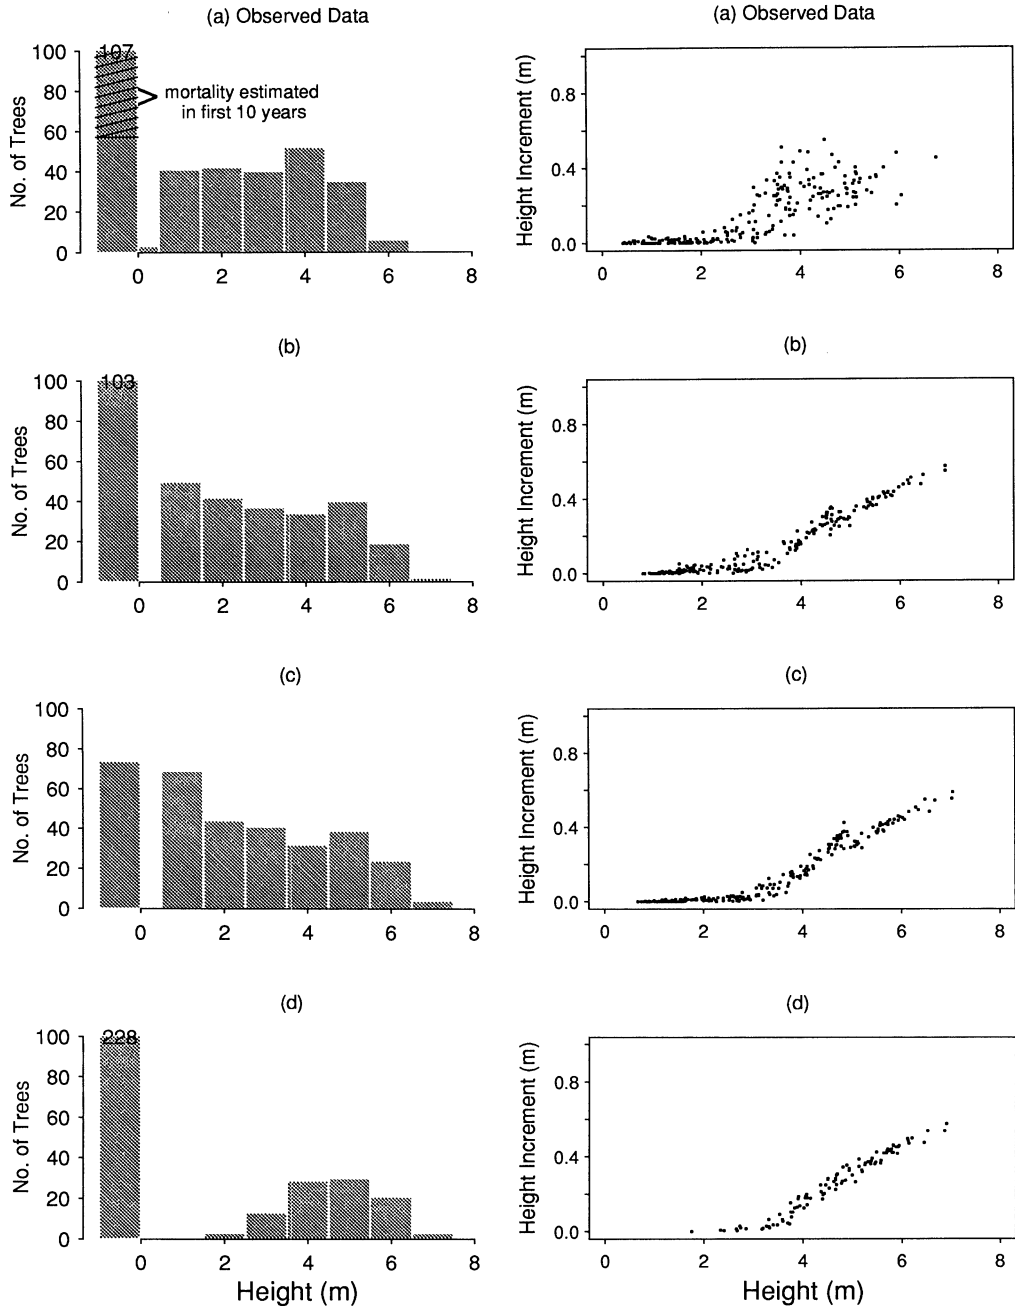 (a) Observed Data
No. of Trees
100
80
60
40
20
0
107
mortality estimated
in first 10 years
0 2 4 6 8
(a) Observed Data
Height Increment (m)
0.8
0.4
0.0
0 2 4 6 8
(b)
No. of Trees
100
80
60
40
20
0
103
0 2 4 6 8
(b)
Height Increment (m)
0.8
0.4
0.0
0 2 4 6 8
(c)
No. of Trees
100
80
60
40
20
0
0 2 4 6 8
(c)
Height Increment (m)
0.8
0.4
0.0
0 2 4 6 8
(d)
No. of Trees
100
80
60
40
20
0
228
0 2 4 6 8
Height (m)
(d)
Height Increment (m)
0.8
0.4
0.0
0 2 4 6 8
Height (m)